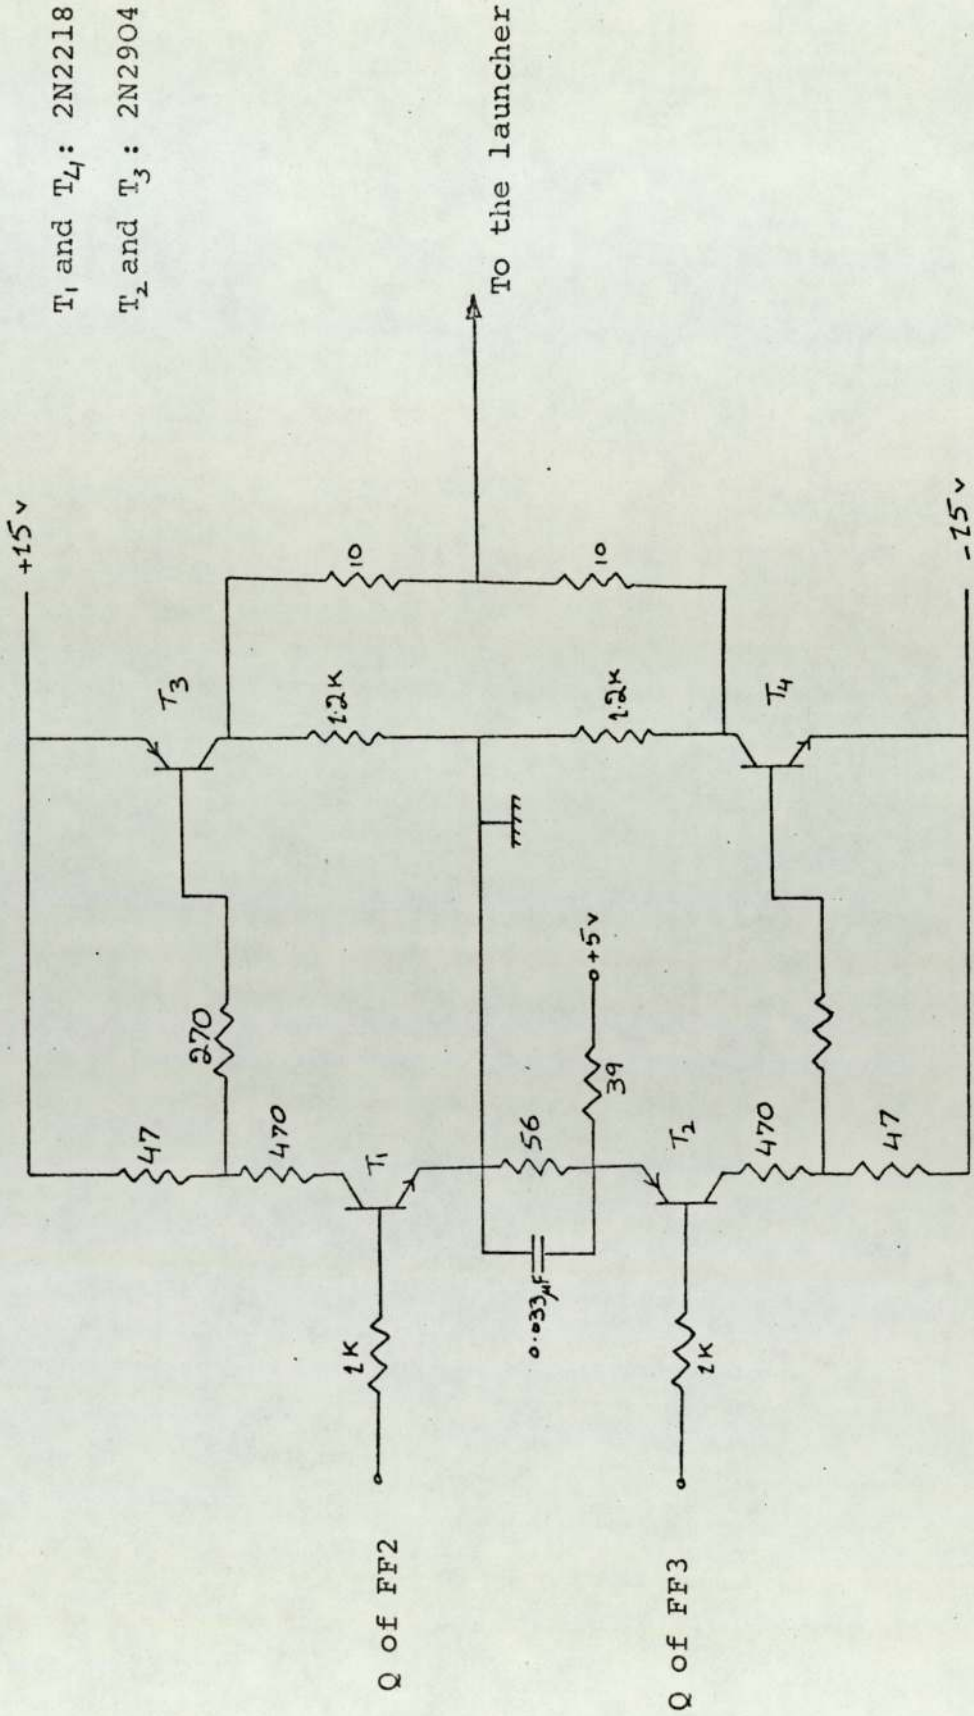 T₁ and T₄: 2N2218
T₂ and T₃: 2N2904
+15v
T3
47
270
470
10
1.2K
T1
1K
Q of FF2
To the launcher
0.033µF
56
39
+5v
1.2K
10
T2
1K
Q of FF3
470
47
T4
-15v